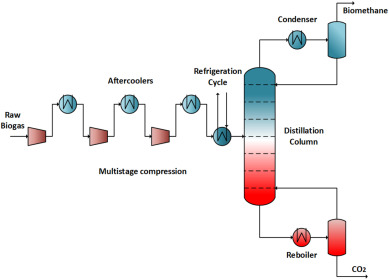 Condenser
Biomethane
Aftercoolers
Refrigeration
Cycle
Raw
Biogas
Distillation
Column
Multistage compression
Reboiler
CO2